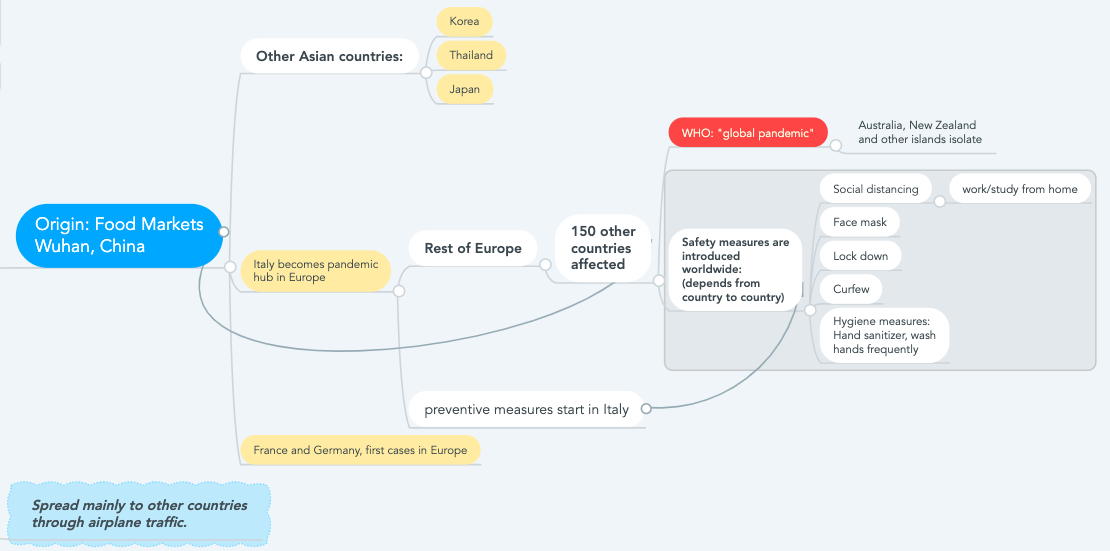 Korea
Other Asian countries:
Thailand
Japan
WHO: "global pandemic"
Australia, New Zealand
and other islands isolate
Origin: Food Markets
Wuhan, China
Italy becomes pandemic
hub in Europe
Rest of Europe
150 other
countries
affected
Safety measures are
introduced
worldwide:
(depends from
country to country)
Social distancing
work/study from home
Face mask
Lock down
Curfew
Hygiene measures:
Hand sanitizer, wash
hands frequently
preventive measures start in Italy
France and Germany, first cases in Europe
Spread mainly to other countries
through airplane traffic.